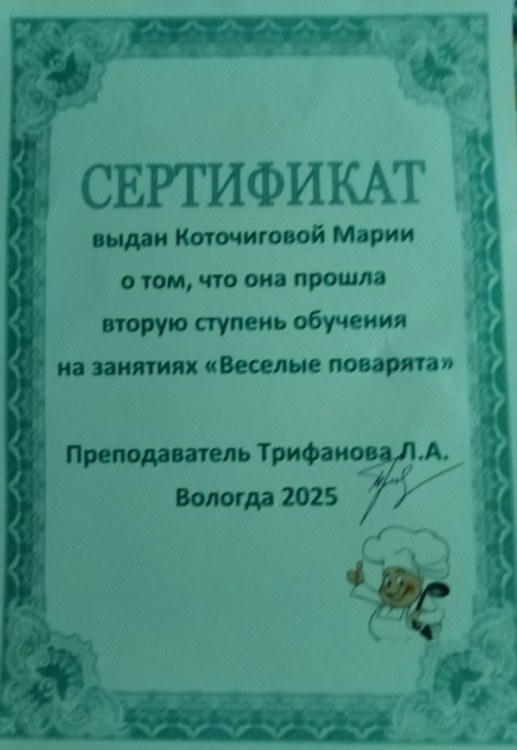 СЕРТИФИКАТ
выдан Коточиговой Марии
о том, что она прошла
вторую ступень обучения
на занятиях «Веселые поварята»
Преподаватель Трифанова Л.А.
Вологда 2025